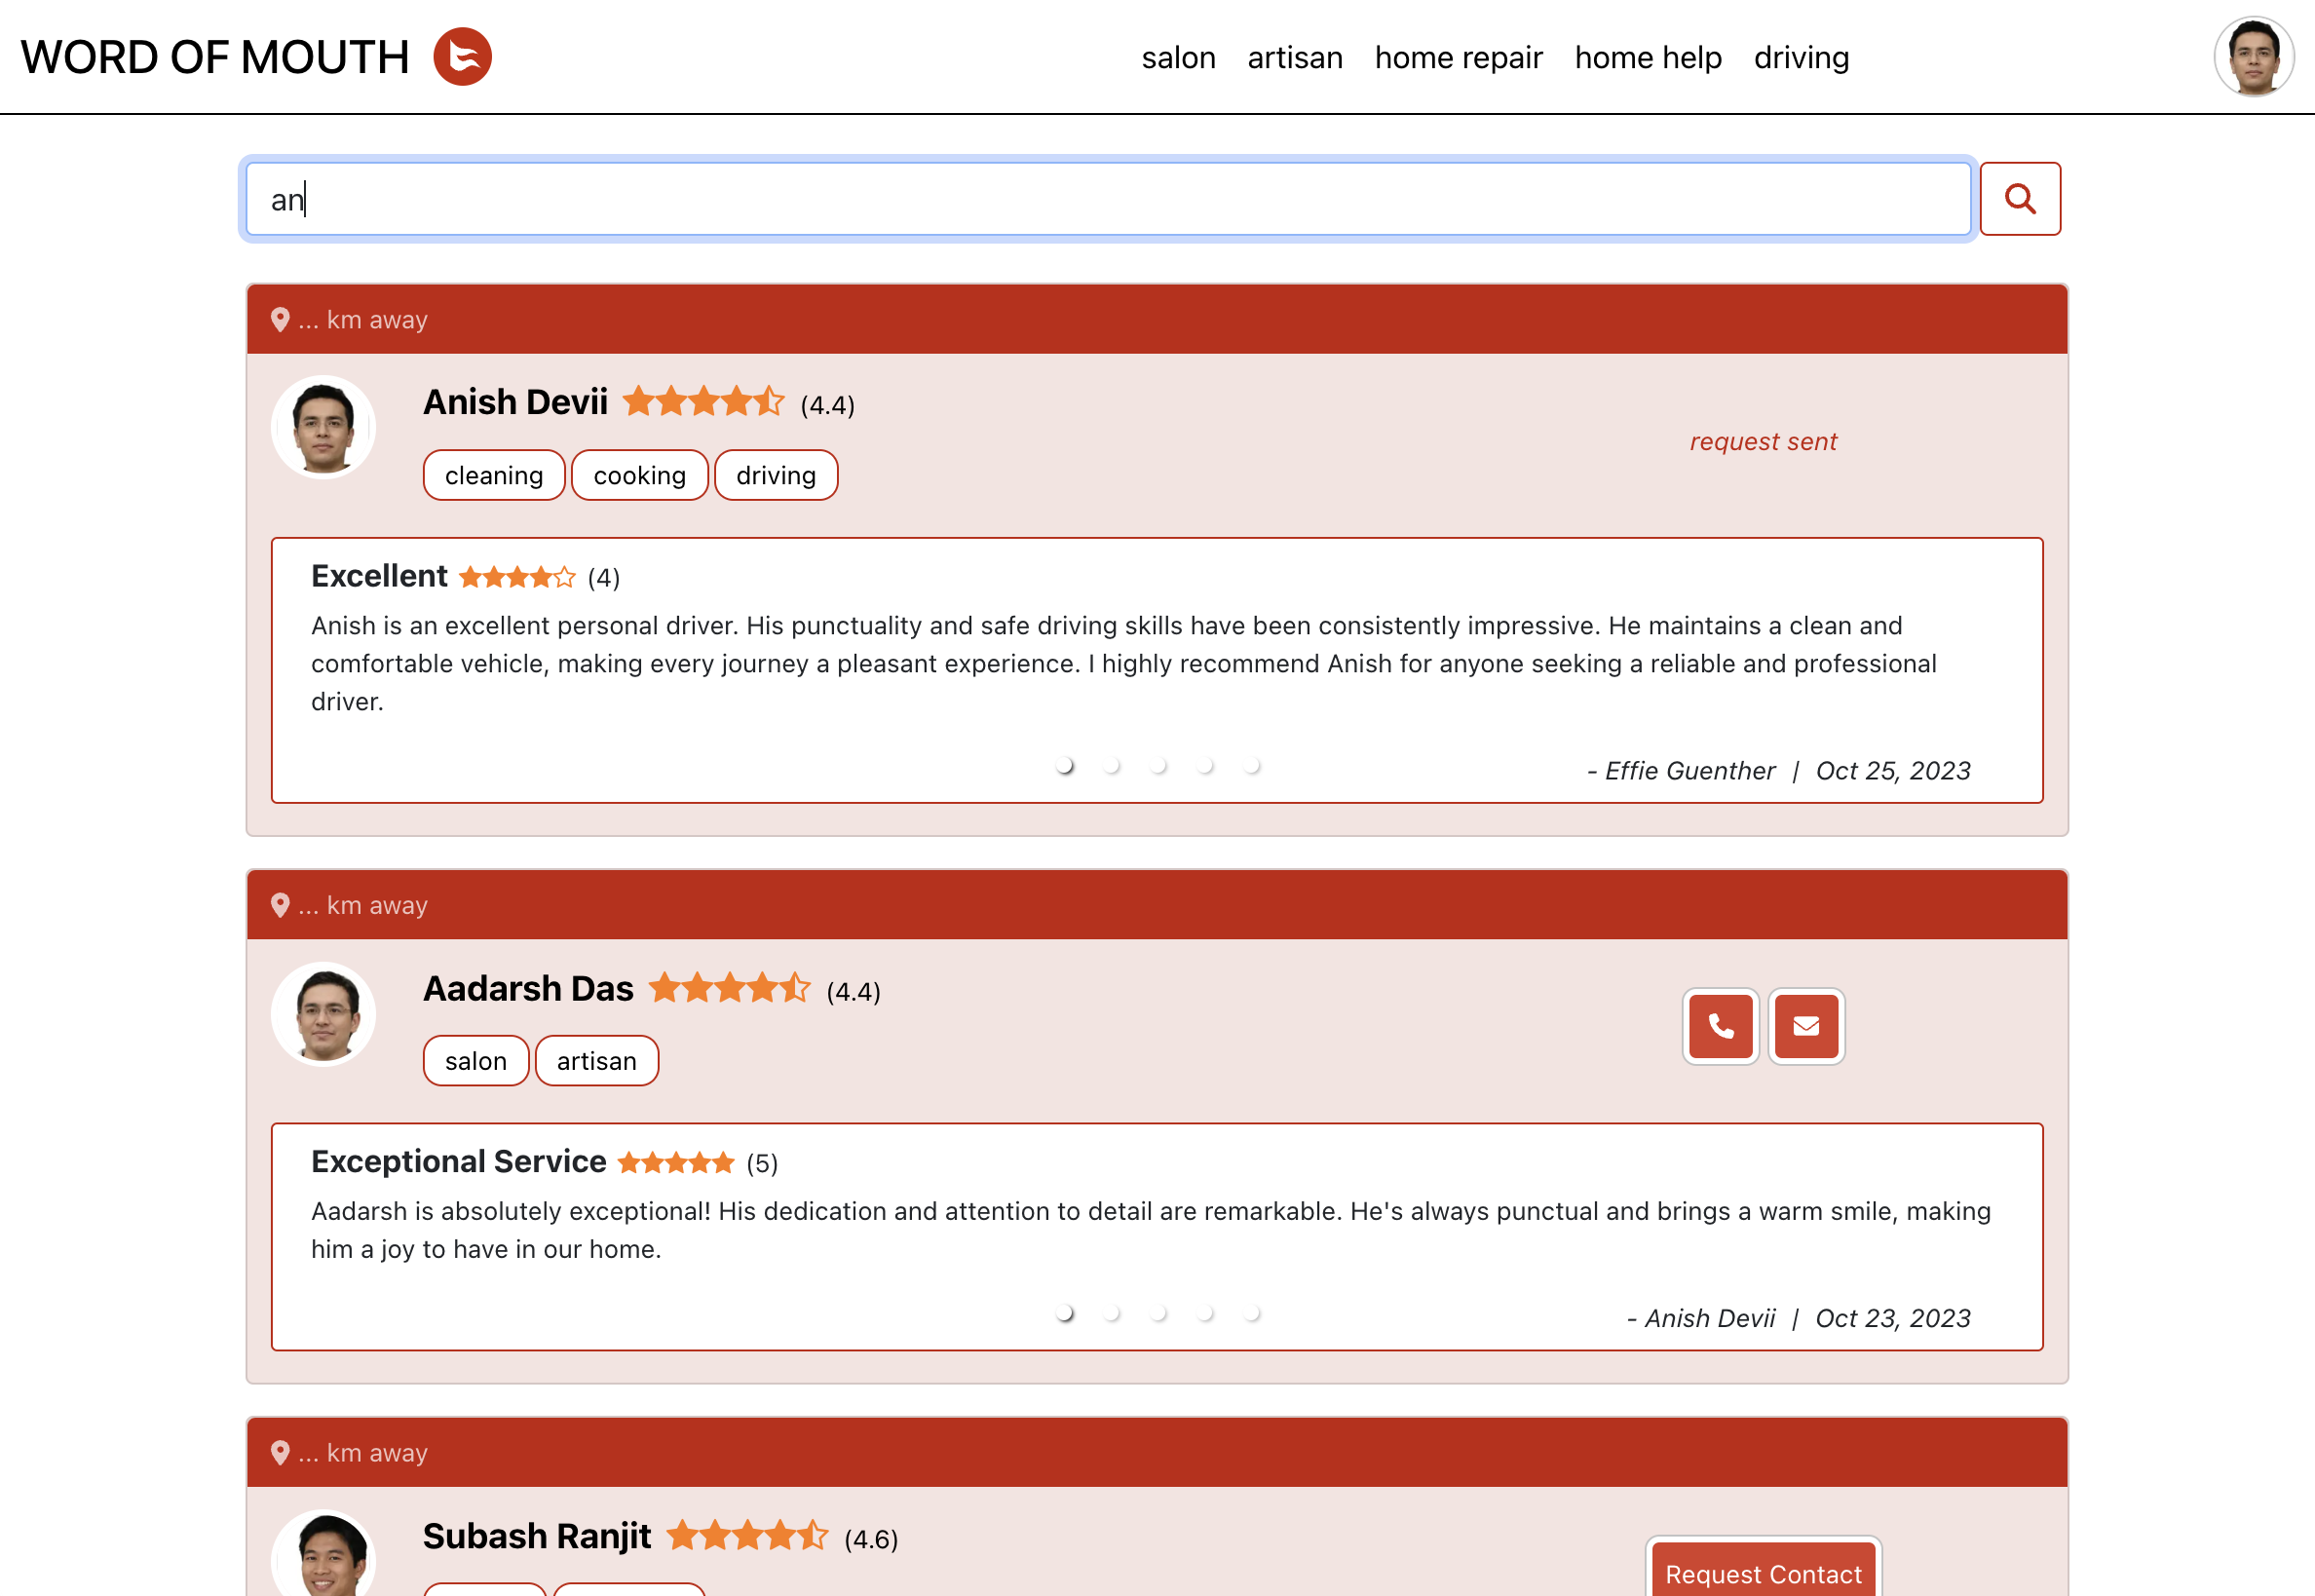 WORD OF MOUTH
salon artisan home repair home help driving
an
... km away
Anish Devii (4.4)
request sent
cleaning cooking driving
Excellent (4)
Anish is an excellent personal driver. His punctuality and safe driving skills have been consistently impressive. He maintains a clean and
comfortable vehicle, making every journey a pleasant experience. I highly recommend Anish for anyone seeking a reliable and professional
driver.
- Effie Guenther | Oct 25, 2023
... km away
Aadarsh Das (4.4)
salon artisan
Exceptional Service (5)
Aadarsh is absolutely exceptional! His dedication and attention to detail are remarkable. He's always punctual and brings a warm smile, making
him a joy to have in our home.
- Anish Devii | Oct 23, 2023
... km away
Subash Ranjit (4.6)
Request Contact